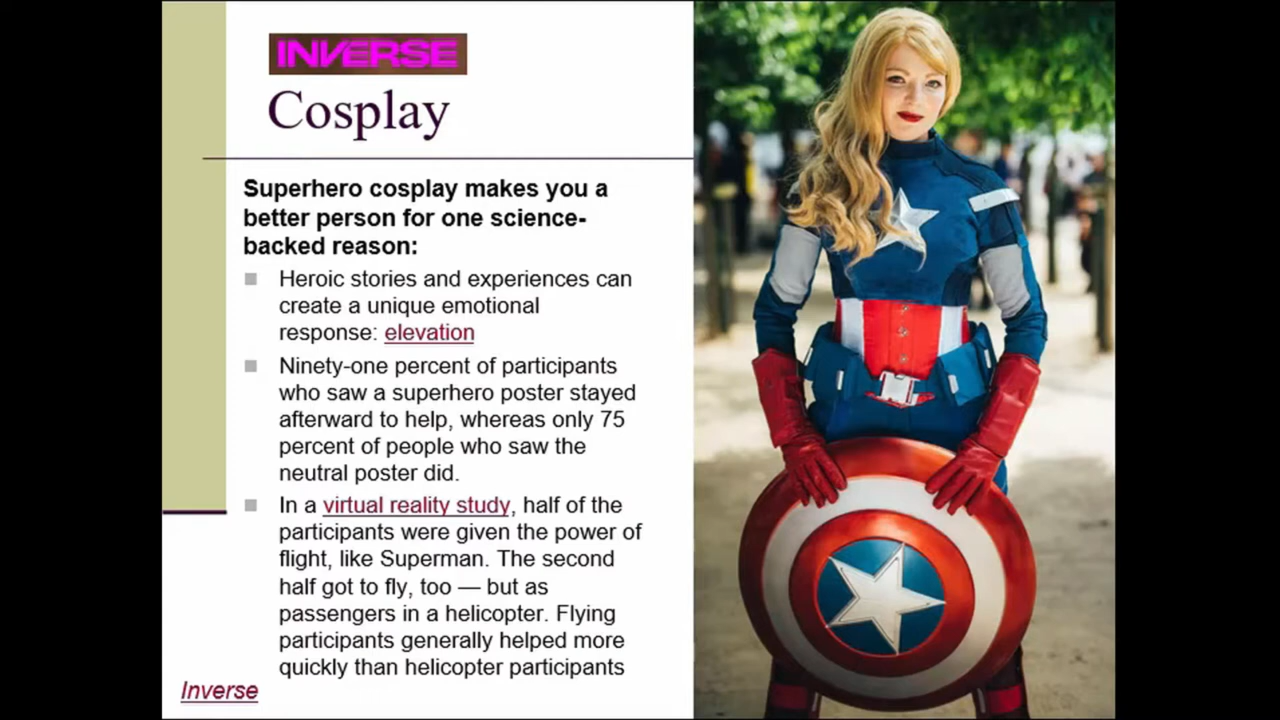 INVERSE
Cosplay
Superhero cosplay makes you a
better person for one science-
backed reason:
Heroic stories and experiences can
create a unique emotional
response: elevation
Ninety-one percent of participants
who saw a superhero poster stayed
afterward to help, whereas only 75
percent of people who saw the
neutral poster did.
In a virtual reality study, half of the
participants were given the power of
flight, like Superman. The second
half got to fly, too — but as
passengers in a helicopter. Flying
participants generally helped more
quickly than helicopter participants
Inverse